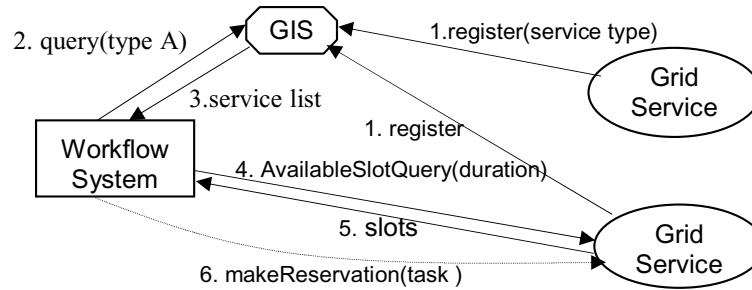 GIS
2. query(type A)
1.register(service type)
3.service list
Grid
Service
1. register
Workflow
System
4. AvailableSlotQuery(duration)
5. slots
Grid
Service
6. makeReservation(task )